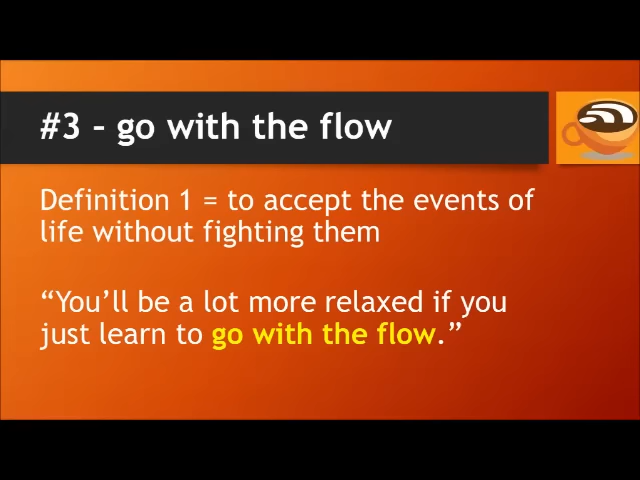 #3 – go with the flow
Definition 1 = to accept the events of
life without fighting them
“You’ll be a lot more relaxed if you
just learn to go with the flow.”